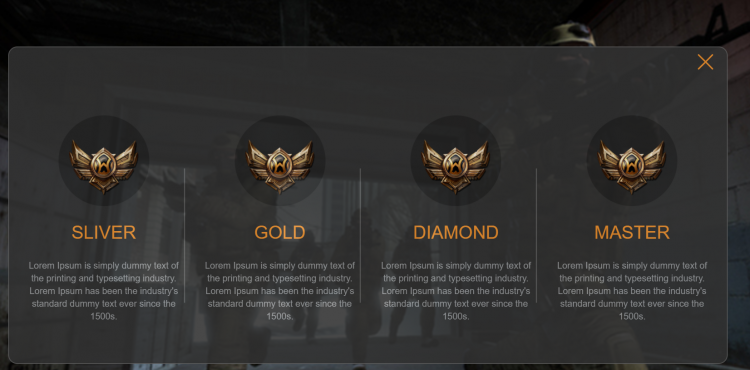 SLIVER
Lorem Ipsum is simply dummy text of
the printing and typesetting industry.
Lorem Ipsum has been the industry's
standard dummy text ever since the
1500s.
GOLD
Lorem Ipsum is simply dummy text of
the printing and typesetting industry.
Lorem Ipsum has been the industry's
standard dummy text ever since the
1500s.
DIAMOND
Lorem Ipsum is simply dummy text of
the printing and typesetting industry.
Lorem Ipsum has been the industry's
standard dummy text ever since the
1500s.
MASTER
Lorem Ipsum is simply dummy text of
the printing and typesetting industry.
Lorem Ipsum has been the industry's
standard dummy text ever since the
1500s.